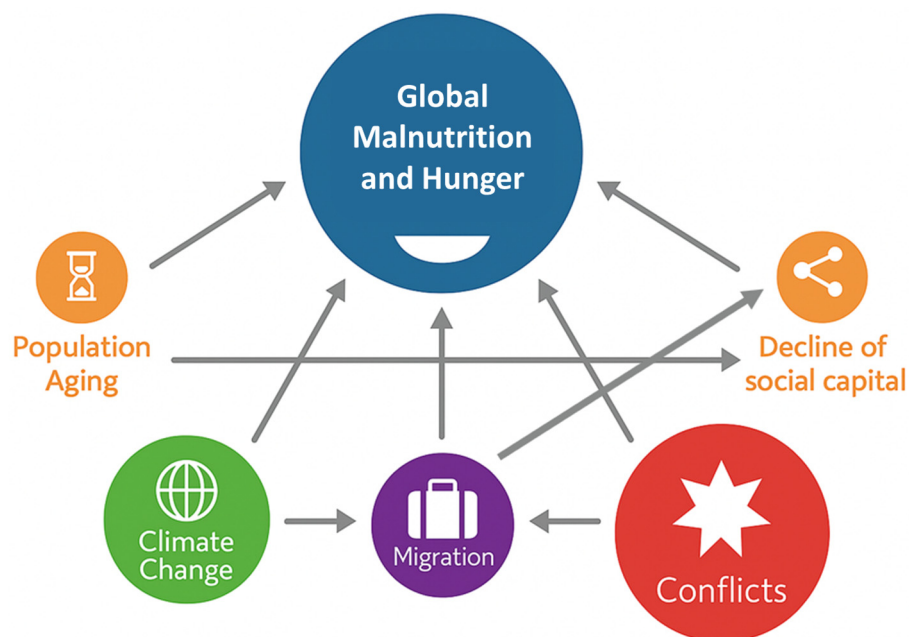 Global
Malnutrition
and Hunger
Population
Aging
Decline of
social capital
Climate
Change
Migration
Conflicts